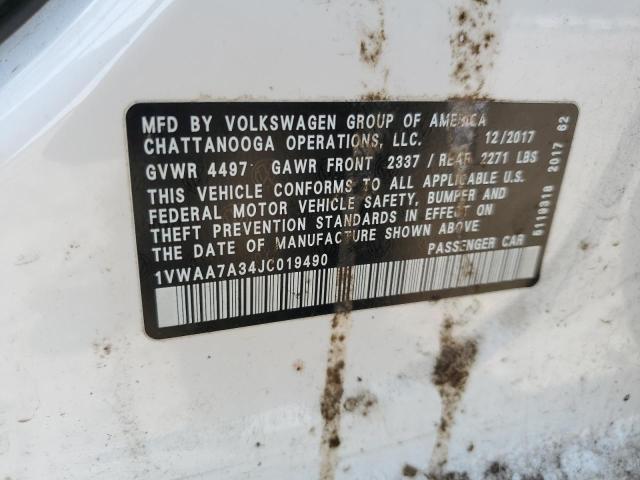 MFD BY VOLKSWAGEN GROUP OF AMERICA
CHATTANOOGA OPERATIONS, LLC. 12/2017
GVWR 4497 GAWR FRONT 2337 / REAR 2271 LBS
THIS VEHICLE CONFORMS TO ALL APPLICABLE U.S.
FEDERAL MOTOR VEHICLE SAFETY, BUMPER AND
THEFT PREVENTION STANDARDS IN EFFECT ON
THE DATE OF MANUFACTURE SHOWN ABOVE
1VWAA7A34JC019490 PASSENGER CAR
5119918 2017 62